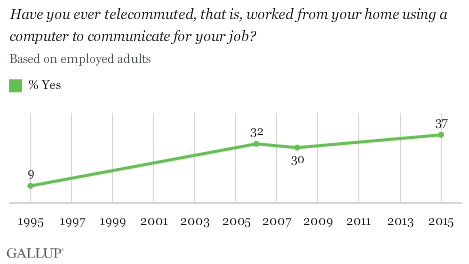 Have you ever telecommuted, that is, worked from your home using a
computer to communicate for your job?
Based on employed adults
% Yes
37
32
30
9
1995 1997 1999 2001 2003 2005 2007 2009 2011 2013 2015
GALLUP®